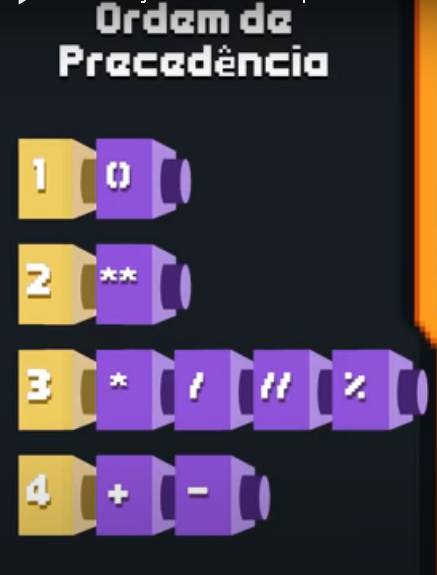 Ordem de
Precedência
1 ()
2 **
3 * / // %
4 + -